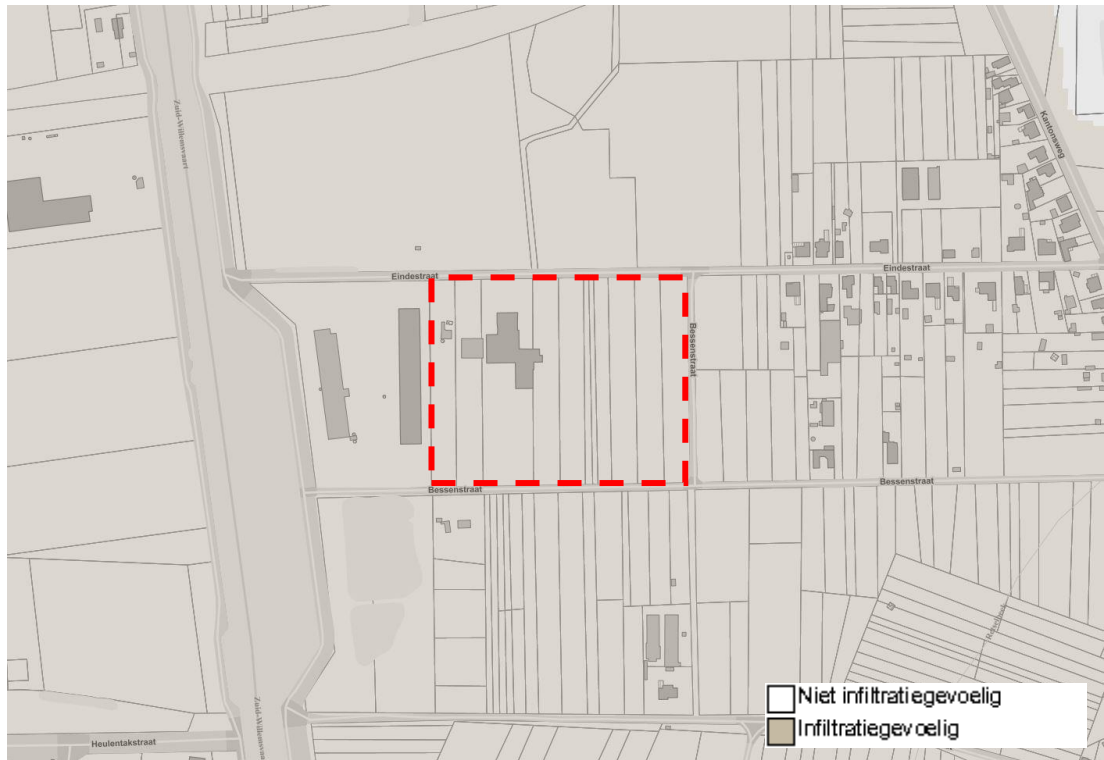 Zuid-Willemsvaart
Kantonsweg
Eindestraat
Eindestraat
Bessenstraat
Bessenstraat
Bessenstraat
Zuid-Willemsvaart
Heulentakstraat
Niet infiltratiegevoelig
Infiltratiegevoelig